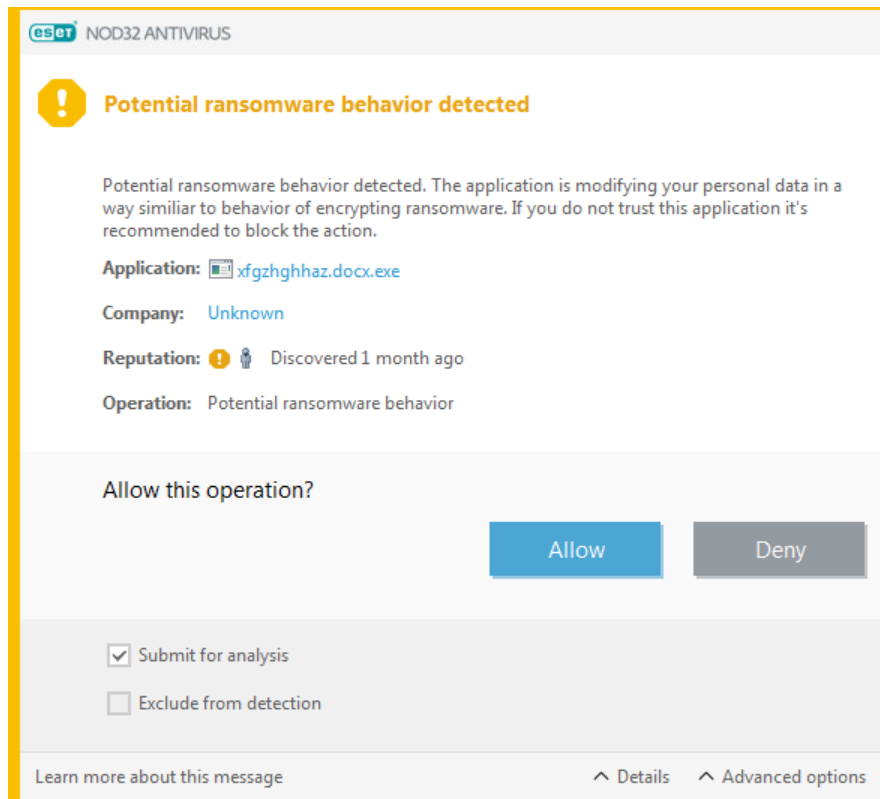 eset NOD32 ANTIVIRUS
Potential ransomware behavior detected
Potential ransomware behavior detected. The application is modifying your personal data in a
way similiar to behavior of encrypting ransomware. If you do not trust this application it's
recommended to block the action.
Application: xfgzhghhaz.docx.exe
Company: Unknown
Reputation: Discovered 1 month ago
Operation: Potential ransomware behavior
Allow this operation?
Allow Deny
Submit for analysis
Exclude from detection
Learn more about this message Details Advanced options